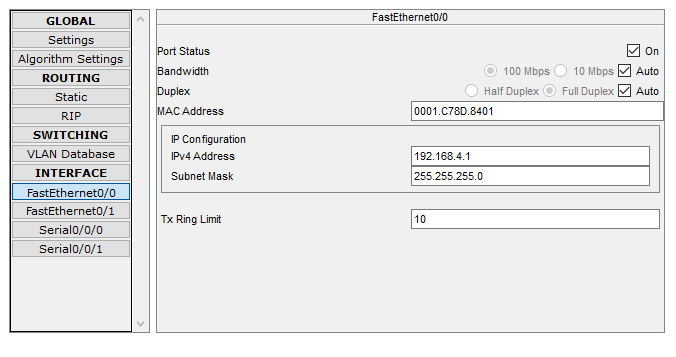 GLOBAL
Settings
Algorithm Settings
ROUTING
Static
RIP
SWITCHING
VLAN Database
INTERFACE
FastEthernet0/0
FastEthernet0/1
Serial0/0/0
Serial0/0/1
FastEthernet0/0
Port Status On
Bandwidth 100 Mbps 10 Mbps Auto
Duplex Half Duplex Full Duplex Auto
MAC Address 0001.C78D.8401
IP Configuration
IPv4 Address 192.168.4.1
Subnet Mask 255.255.255.0
Tx Ring Limit 10